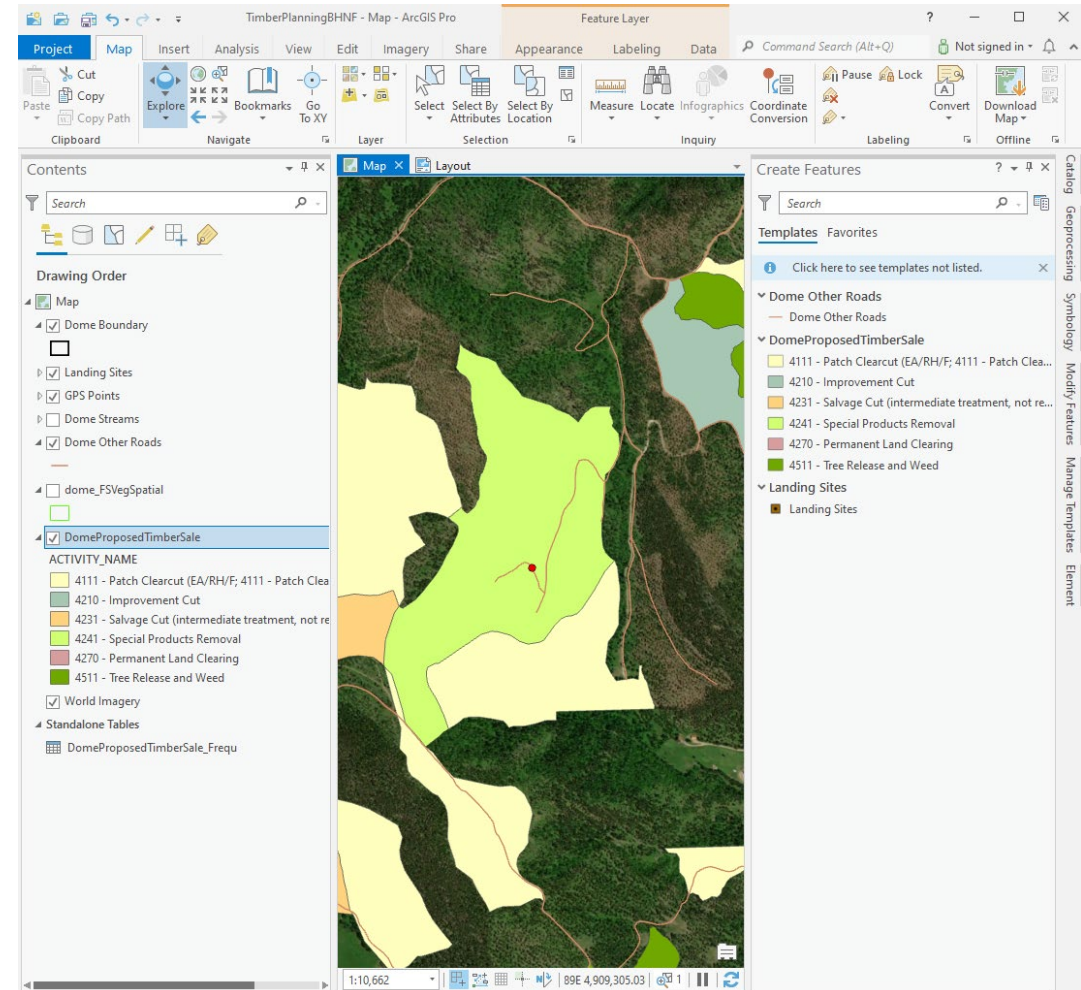 TimberPlanningBHNF - Map - ArcGIS Pro
Feature Layer
?
Project Map Insert Analysis View Edit Imagery Share Appearance Labeling Data Command Search (Alt+Q) Not signed in
Paste Cut
Copy
Copy Path
Explore Bookmarks Go To XY
Select Select By Attributes Select By Location
Measure Locate Infographics Coordinate Conversion
Pause Lock
A
Convert Download Map
Clipboard Navigate Layer Selection Inquiry Labeling Offline
Contents
Search
Drawing Order
Map
Dome Boundary
Landing Sites
GPS Points
Dome Streams
Dome Other Roads
dome_FSVegSpatial
DomeProposedTimberSale
ACTIVITY_NAME
4111 - Patch Clearcut (EA/RH/F; 4111 - Patch Clea
4210 - Improvement Cut
4231 - Salvage Cut (intermediate treatment, not re
4241 - Special Products Removal
4270 - Permanent Land Clearing
4511 - Tree Release and Weed
World Imagery
Standalone Tables
DomeProposedTimberSale_Frequ
Map Layout
1:10,662 N 89E 4,909,305.03 1
Create Features ?
Search
Templates Favorites
Click here to see templates not listed.
Dome Other Roads
Dome Other Roads
DomeProposedTimberSale
4111 - Patch Clearcut (EA/RH/F; 4111 - Patch Clea...
4210 - Improvement Cut
4231 - Salvage Cut (intermediate treatment, not re...
4241 - Special Products Removal
4270 - Permanent Land Clearing
4511 - Tree Release and Weed
Landing Sites
Landing Sites
Catalog
Geoprocessing
Symbology
Modify Features
Manage Templates
Element